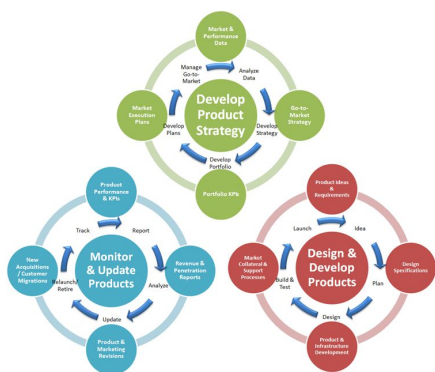 Market &
Performance
Data
Manage
Go-to-
Market
Analyze
Data
Market
Execution
Plans
Develop
Product
Strategy
Go-to-
Market
Strategy
Develop
Plans
Develop
Strategy
Develop
Portfolio
Portfolio KPIs
Product
Performance
& KPIs
Track
Report
New
Acquisitions
/ Customer
Migrations
Monitor
& Update
Products
Revenue &
Penetration
Reports
Relaunch/
Retire
Analyze
Update
Product &
Marketing
Revisions
Product Ideas &
Requirements
Launch
Idea
Market
Collateral &
Support
Processes
Design &
Develop
Products
Design
Specifications
Build &
Test
Plan
Design
Product &
Infrastructure
Development